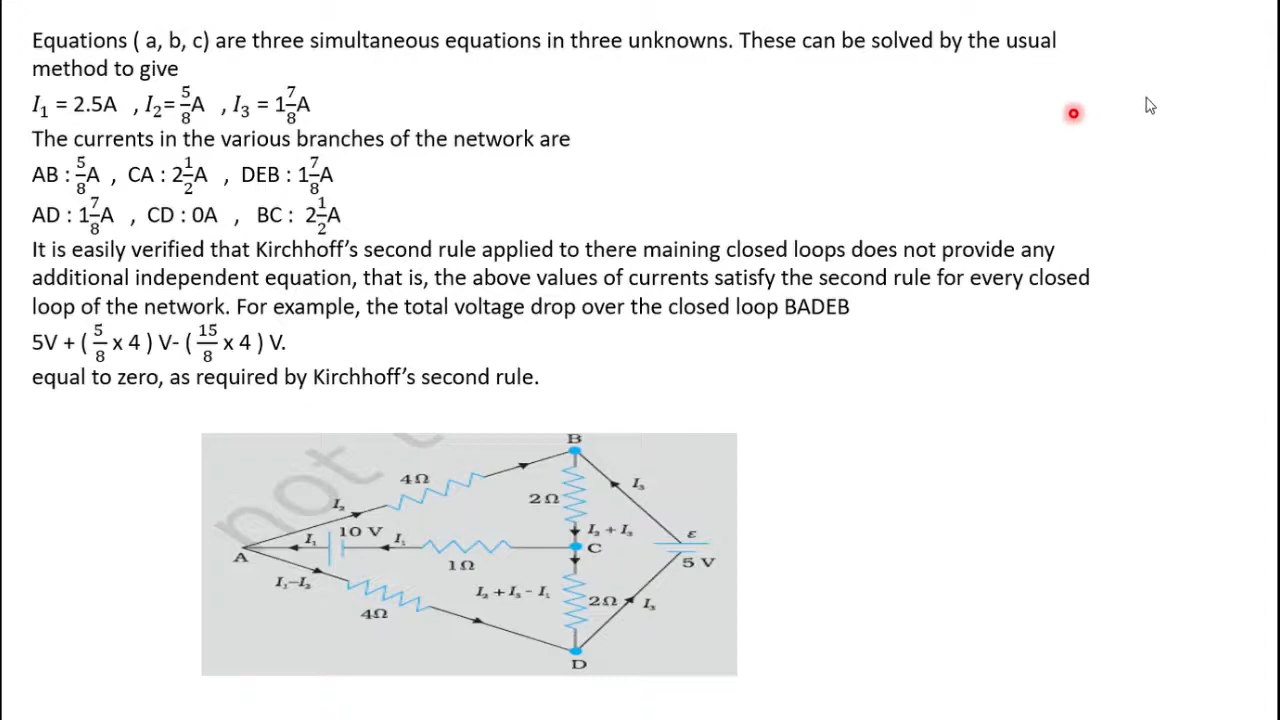 Equations ( a, b, c) are three simultaneous equations in three unknowns. These can be solved by the usual
method to give
I₁ = 2.5A , I₂= 5/8 A , I₃ = 1 7/8 A
The currents in the various branches of the network are
AB : 5/8 A , CA : 2 1/2 A , DEB : 1 7/8 A
AD : 1 7/8 A , CD : 0A , BC : 2 1/2 A
It is easily verified that Kirchhoff’s second rule applied to there maining closed loops does not provide any
additional independent equation, that is, the above values of currents satisfy the second rule for every closed
loop of the network. For example, the total voltage drop over the closed loop BADEB
5V + ( 5/8 x 4 ) V- ( 15/8 x 4 ) V.
equal to zero, as required by Kirchhoff’s second rule.
not
B
4Ω
I₃
2Ω
I₂
10 V
I₂ + I₃
ε
I₁
I₁
C
A
1Ω
5 V
I₁–I₂
I₂ + I₃ - I₁
2Ω
I₃
4Ω
D